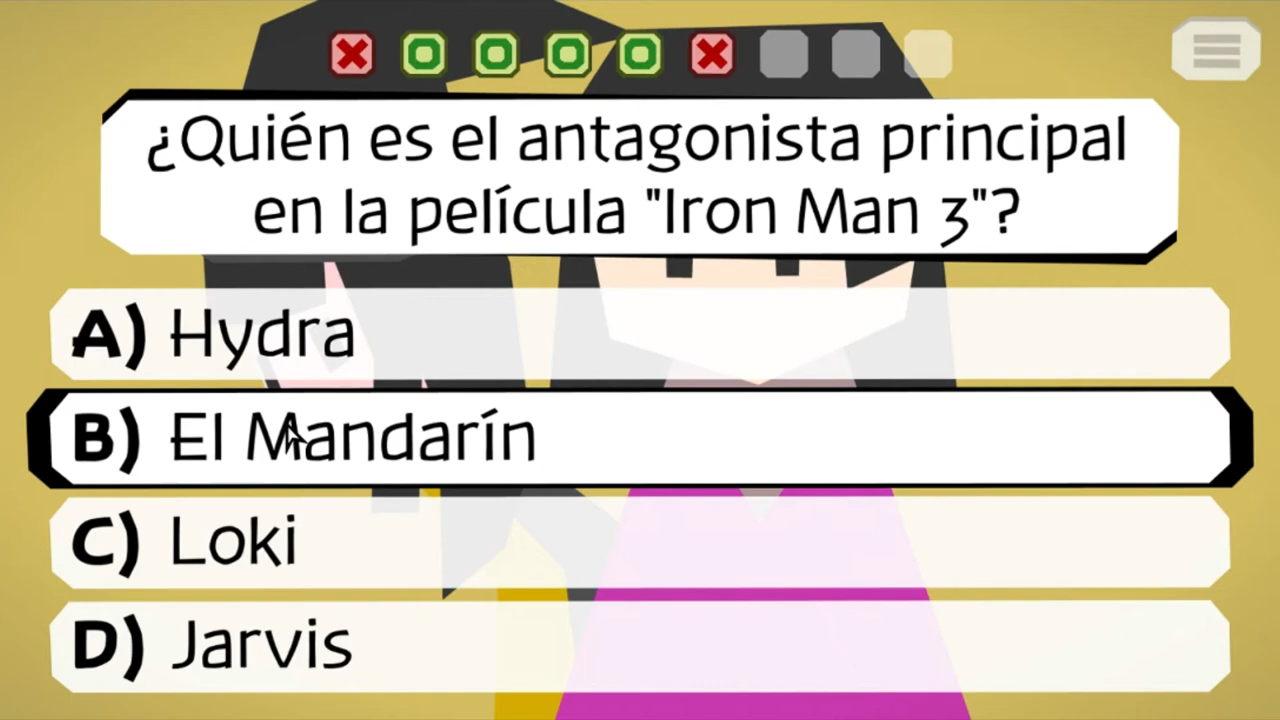 ¿Quién es el antagonista principal
en la película "Iron Man 3"?
A) Hydra
B) El Mandarín
C) Loki
D) Jarvis